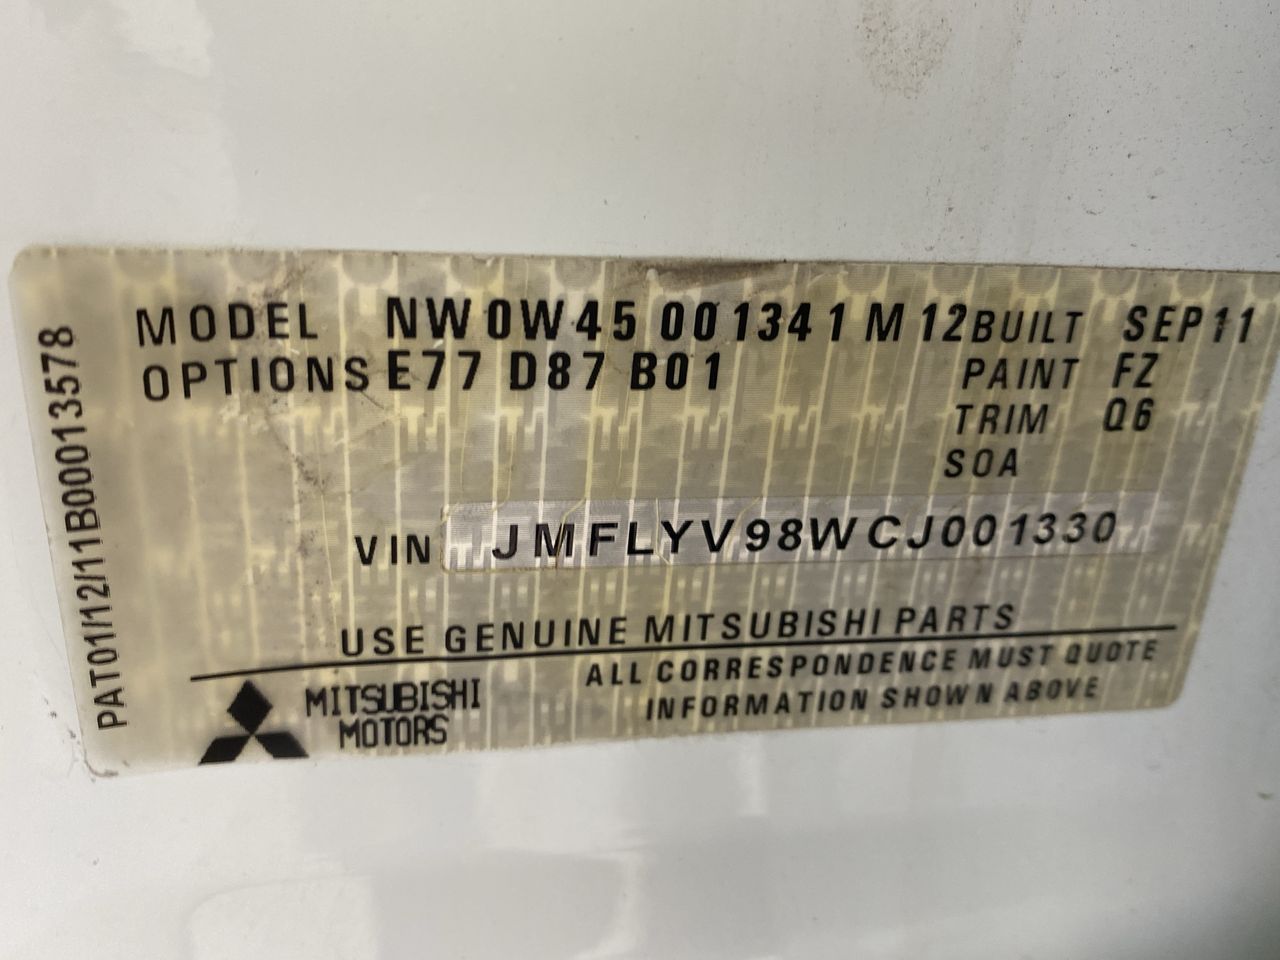 MODEL NW0W45 001341 M12 BUILT SEP11
OPTIONS E77 D87 B01 PAINT FZ
TRIM Q6
SOA
VIN JMFLYV98WCJ001330
USE GENUINE MITSUBISHI PARTS
ALL CORRESPONDENCE MUST QUOTE
INFORMATION SHOWN ABOVE
MITSUBISHI
MOTORS
PAT01/12/11B00013578